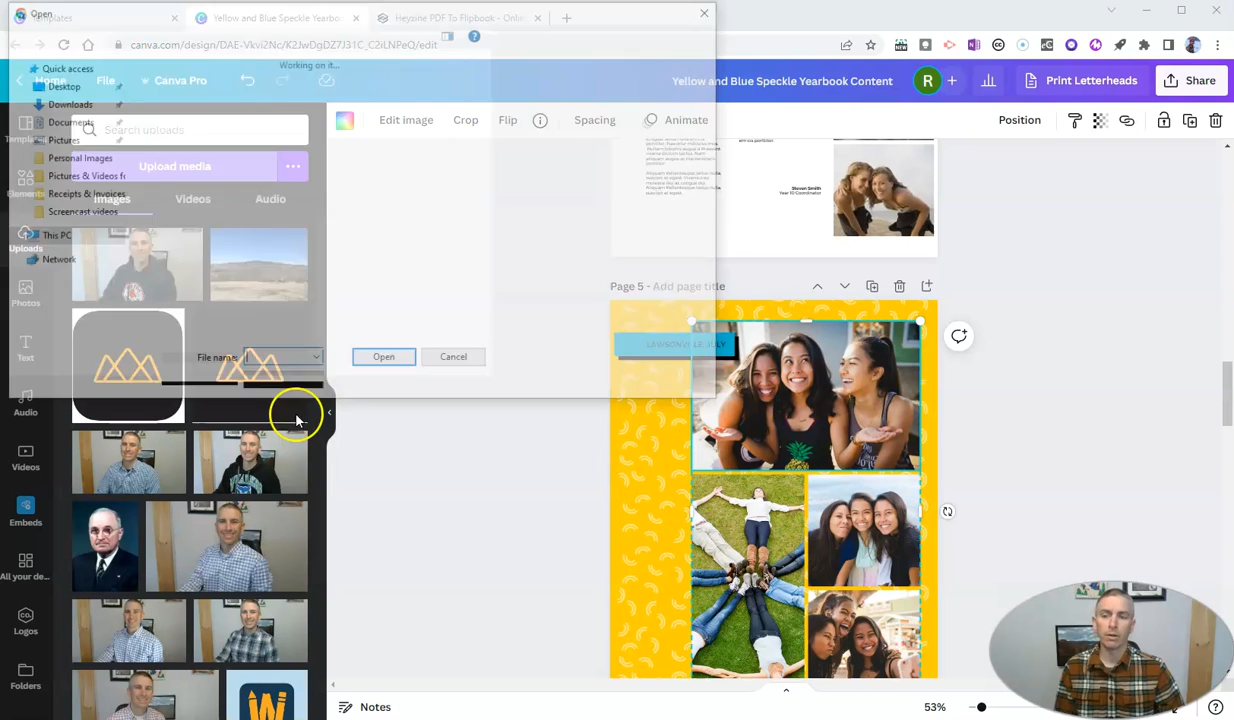 Open
Templates
Yellow and Blue Speckle Yearbo
Heyzine PDF To Flipbook - Onlin
canva.com/design/DAE-Vkvi2Nc/K2JwDgDZ7J31C_C2iLNPeQ/edit
Working on it...
Quick access
Desktop
Downloads
Documents
Pictures
Personal Images
Pictures & Videos fr
Receipts & Invoices
Screencast videos
This PC
Network
File name:
Open
Cancel
Home
File
Canva Pro
Yellow and Blue Speckle Yearbook Content
R
Print Letterheads
Share
Edit image
Crop
Flip
Spacing
Animate
Position
Search uploads
Upload media
Images
Videos
Audio
Elements
Uploads
Photos
Text
Audio
Videos
Embeds
All your de...
Logos
Folders
Steven Smith
Year 10 Coordinator
Page 5 - Add page title
Notes
53%